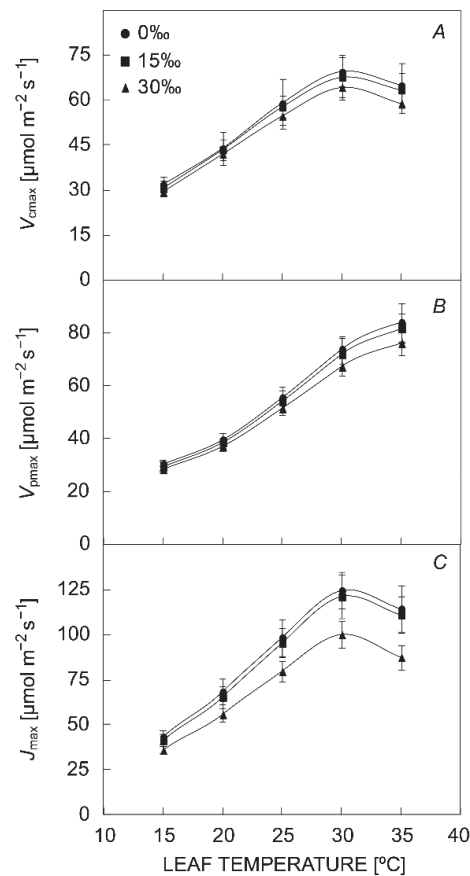 A
● 0‰
■ 15‰
▲ 30‰
75
60
45
30
15
0
Vcmax [µmol m⁻² s⁻¹]
B
80
60
40
20
0
Vpmax [µmol m⁻² s⁻¹]
C
125
100
75
50
25
0
Jmax [µmol m⁻² s⁻¹]
10 15 20 25 30 35 40
LEAF TEMPERATURE [ºC]